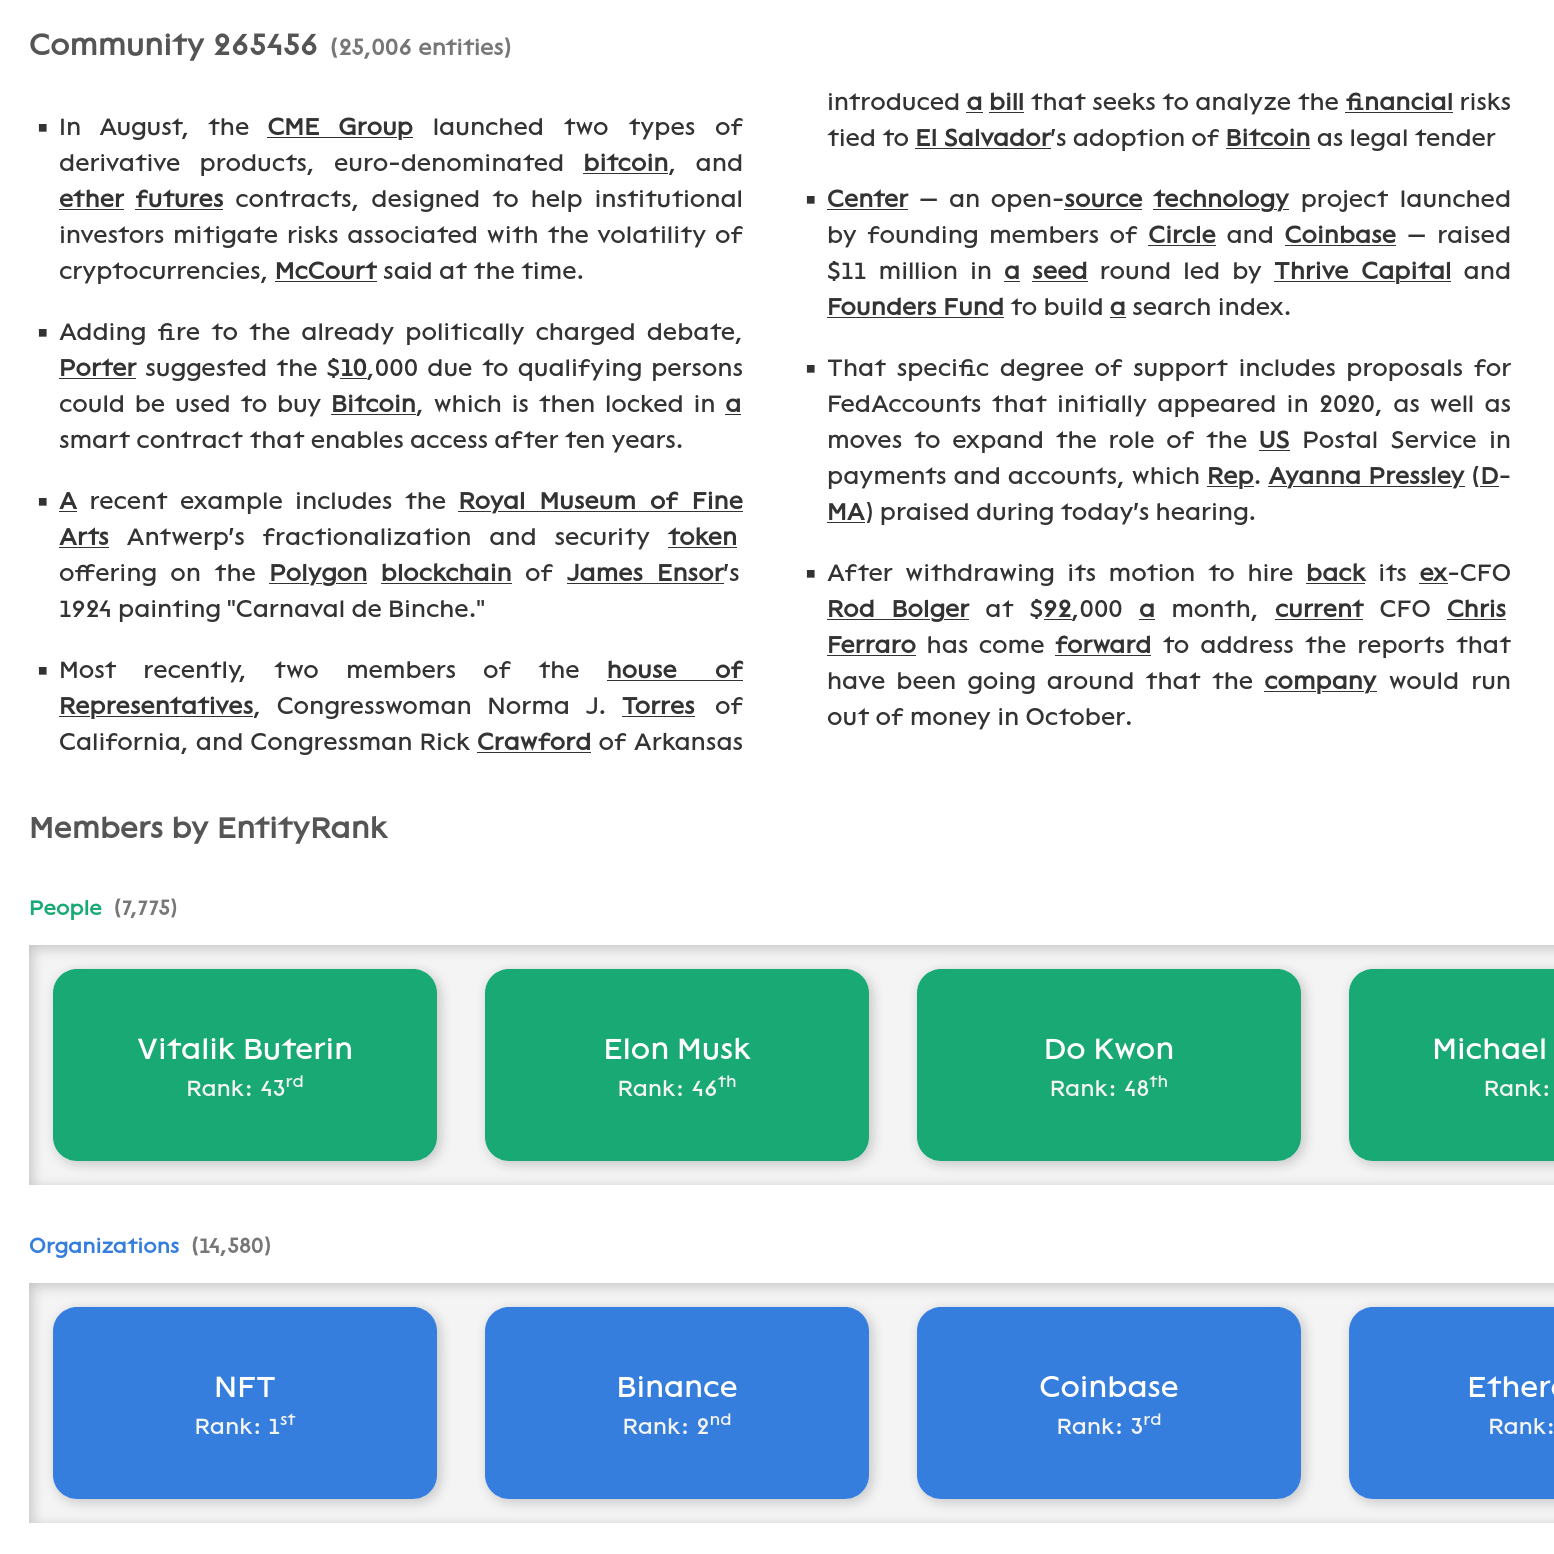 Community 265456 (25,006 entities)
▪ In August, the CME Group launched two types of
derivative products, euro-denominated bitcoin, and
ether futures contracts, designed to help institutional
investors mitigate risks associated with the volatility of
cryptocurrencies, McCourt said at the time.
▪ Adding fire to the already politically charged debate,
Porter suggested the $10,000 due to qualifying persons
could be used to buy Bitcoin, which is then locked in a
smart contract that enables access after ten years.
▪ A recent example includes the Royal Museum of Fine
Arts Antwerp's fractionalization and security token
offering on the Polygon blockchain of James Ensor's
1924 painting "Carnaval de Binche."
▪ Most recently, two members of the house of
Representatives, Congresswoman Norma J. Torres of
California, and Congressman Rick Crawford of Arkansas
introduced a bill that seeks to analyze the financial risks
tied to El Salvador's adoption of Bitcoin as legal tender
▪ Center — an open-source technology project launched
by founding members of Circle and Coinbase — raised
$11 million in a seed round led by Thrive Capital and
Founders Fund to build a search index.
▪ That specific degree of support includes proposals for
FedAccounts that initially appeared in 2020, as well as
moves to expand the role of the US Postal Service in
payments and accounts, which Rep. Ayanna Pressley (D-
MA) praised during today's hearing.
▪ After withdrawing its motion to hire back its ex-CFO
Rod Bolger at $92,000 a month, current CFO Chris
Ferraro has come forward to address the reports that
have been going around that the company would run
out of money in October.
Members by EntityRank
People (7,775)
Vitalik Buterin
Rank: 43rd
Elon Musk
Rank: 46th
Do Kwon
Rank: 48th
Michael
Rank:
Organizations (14,580)
NFT
Rank: 1st
Binance
Rank: 2nd
Coinbase
Rank: 3rd
Rank: